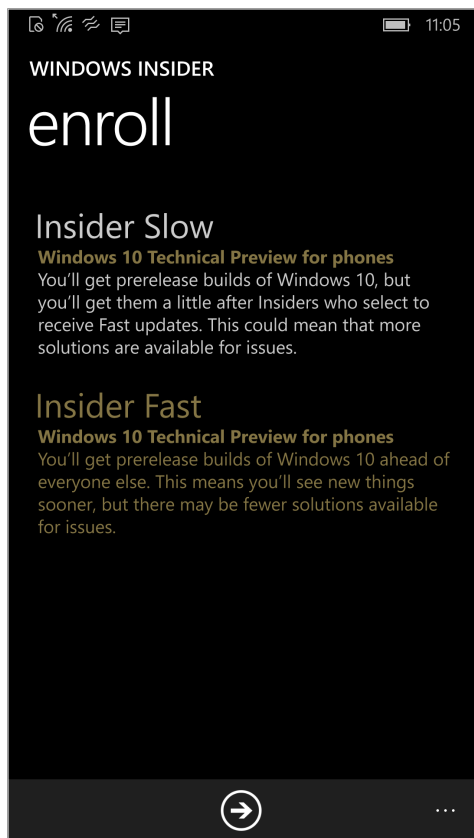 11:05
WINDOWS INSIDER
enroll
Insider Slow
Windows 10 Technical Preview for phones
You'll get prerelease builds of Windows 10, but
you'll get them a little after Insiders who select to
receive Fast updates. This could mean that more
solutions are available for issues.
Insider Fast
Windows 10 Technical Preview for phones
You'll get prerelease builds of Windows 10 ahead of
everyone else. This means you'll see new things
sooner, but there may be fewer solutions available
for issues.